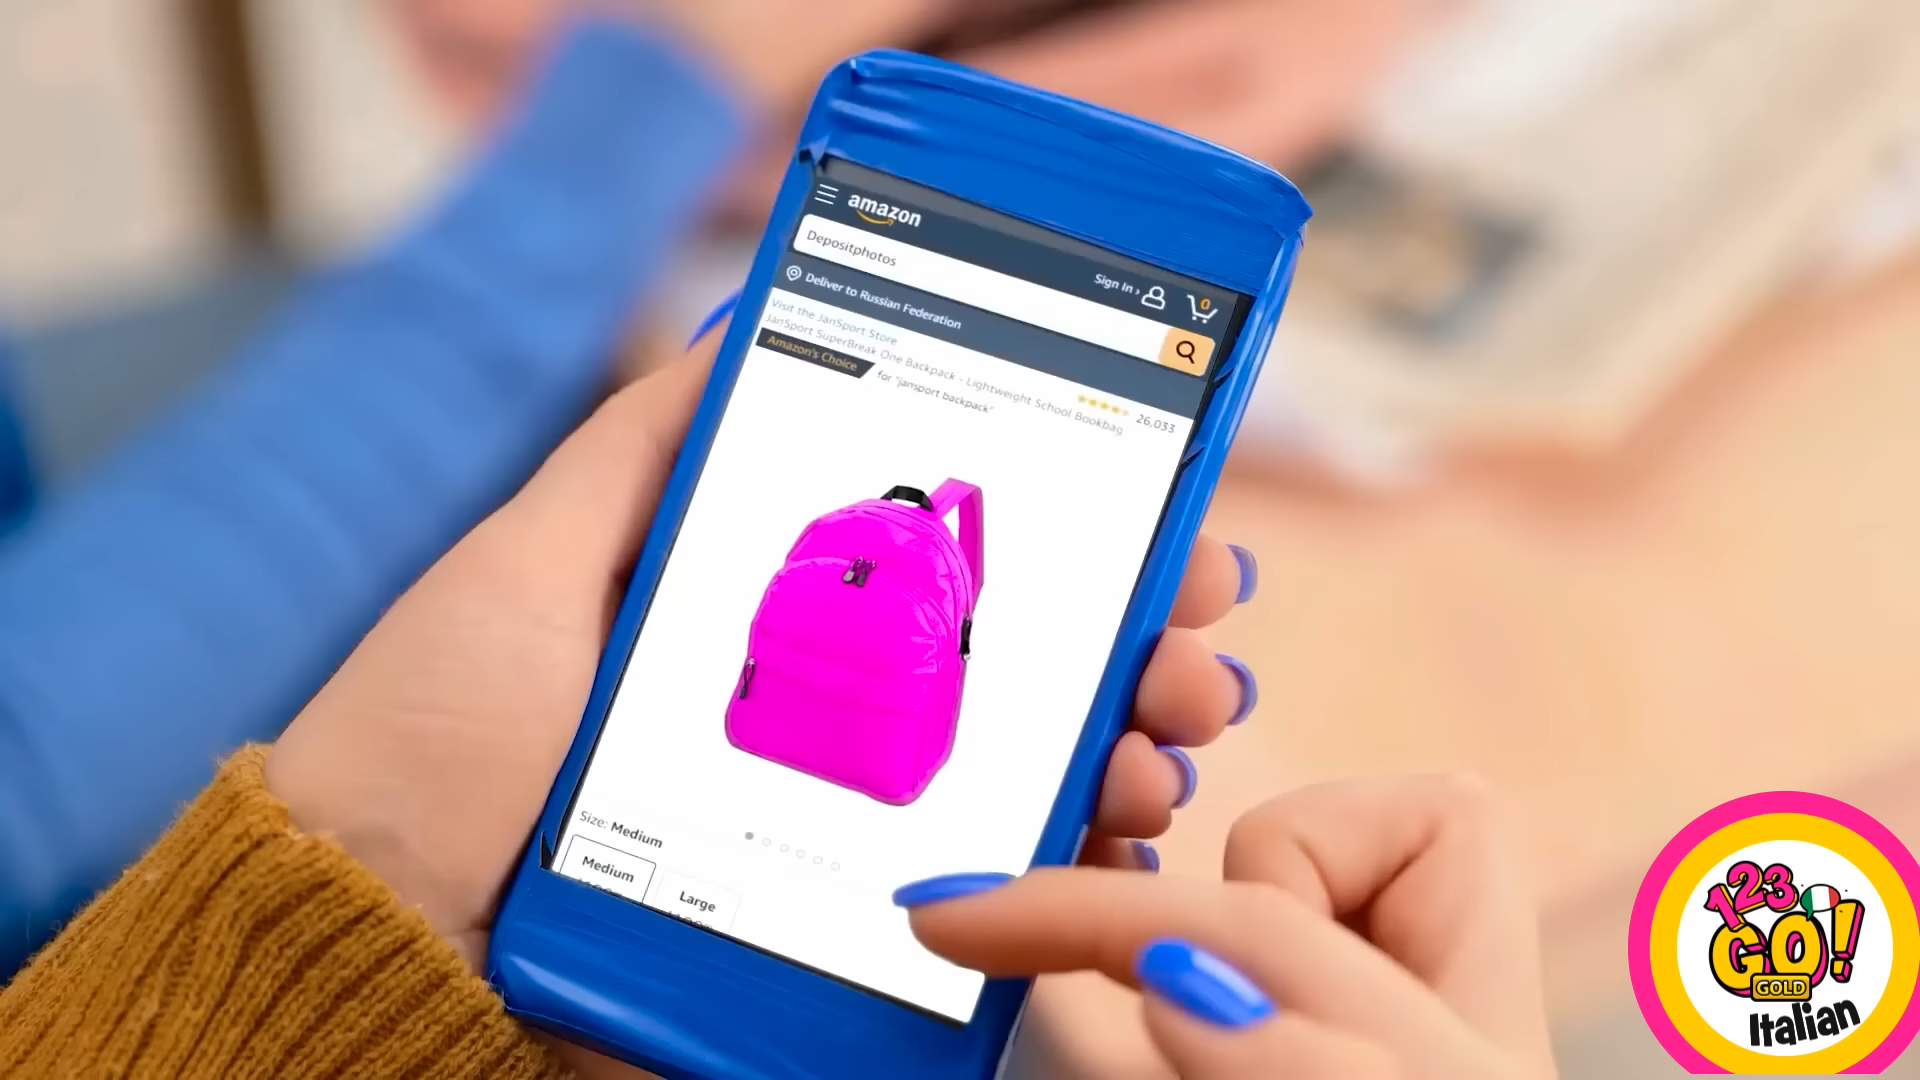 amazon
Depositphotos
Sign In ›
0
Deliver to Russian Federation
Visit the JanSport Store
JanSport SuperBreak One Backpack - Lightweight School Bookbag
26,033
Amazon's Choice
for "jansport backpack"
Size: Medium
Medium
Large
123
GO!
GOLD
Italian